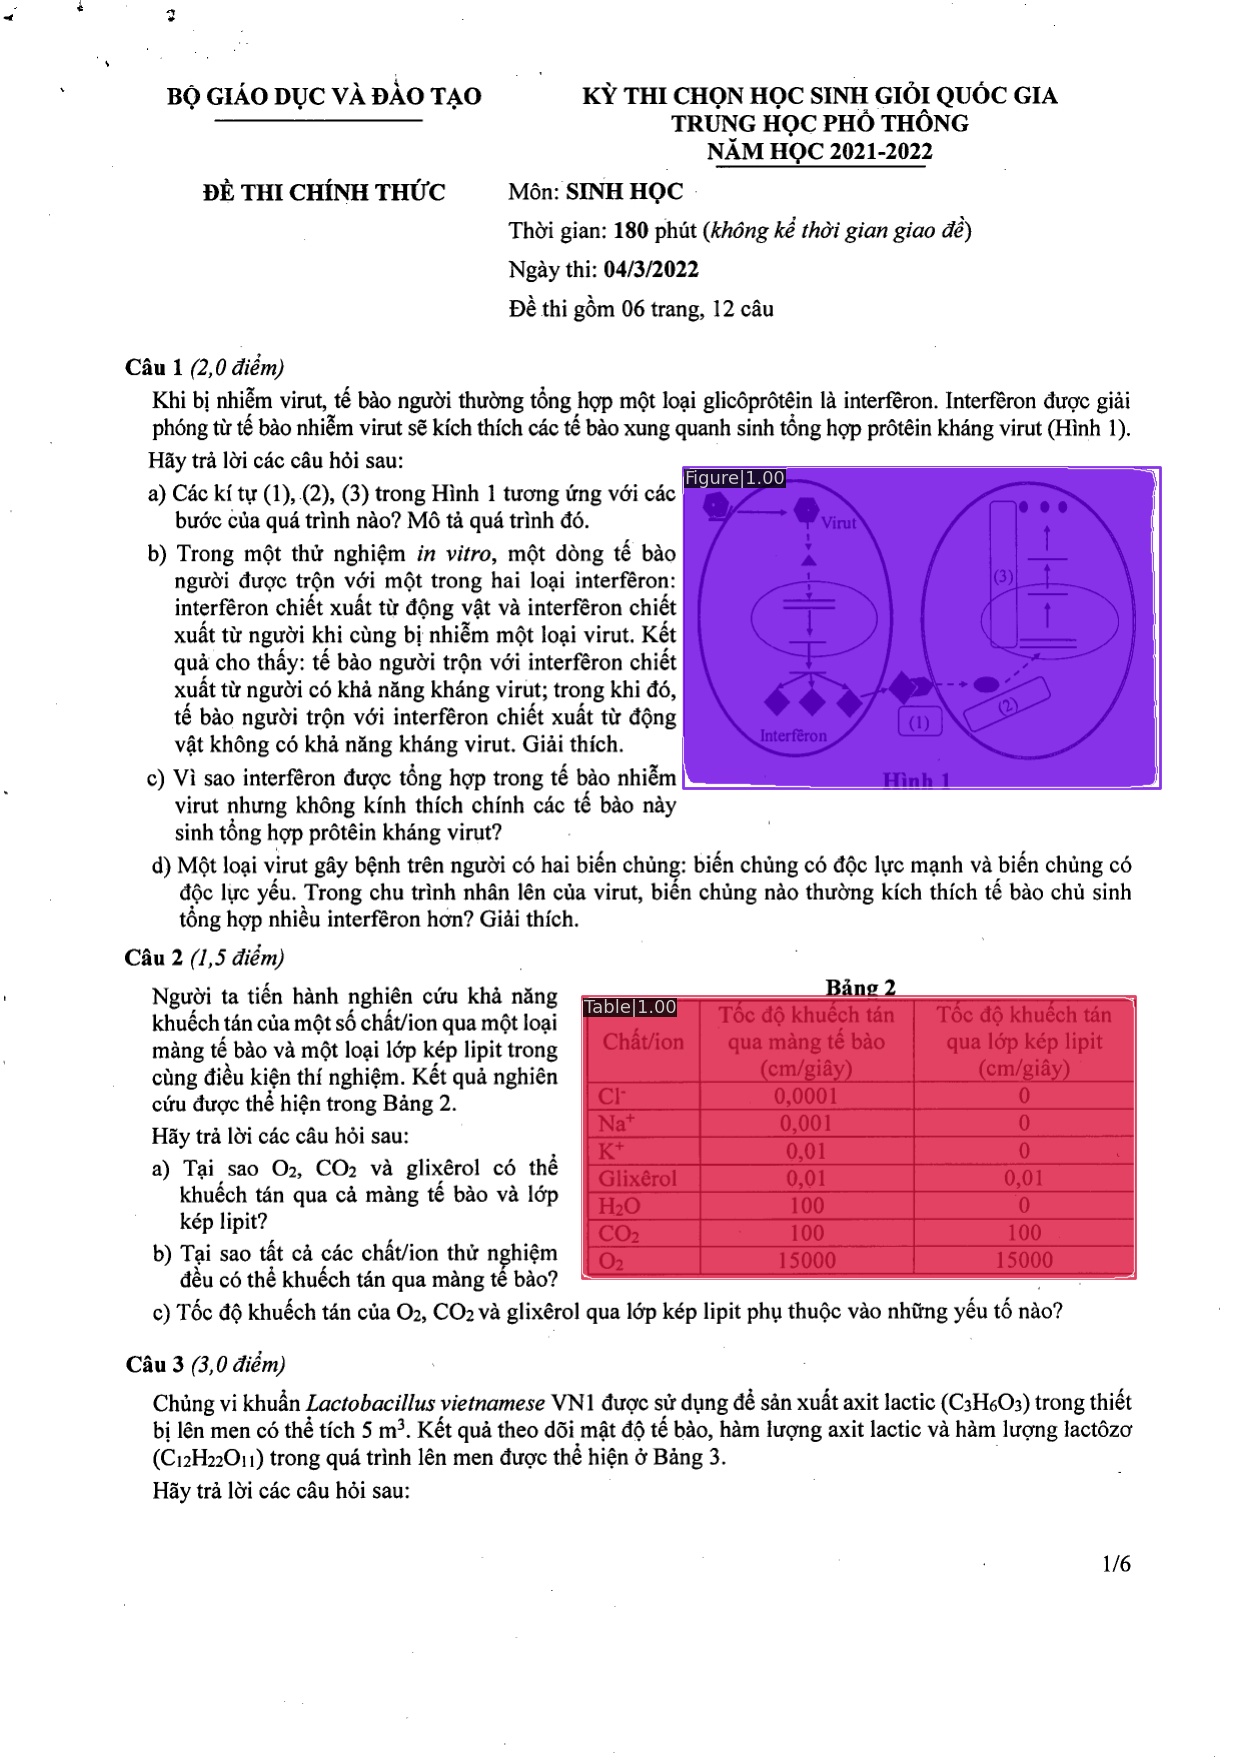 BỘ GIÁO DỤC VÀ ĐÀO TẠO
KỲ THI CHỌN HỌC SINH GIỎI QUỐC GIA
TRUNG HỌC PHỔ THÔNG
NĂM HỌC 2021-2022
ĐỀ THI CHÍNH THỨC
Môn: SINH HỌC
Thời gian: 180 phút (không kể thời gian giao đề)
Ngày thi: 04/3/2022
Đề thi gồm 06 trang, 12 câu
Câu 1 (2,0 điểm)
Khi bị nhiễm virut, tế bào người thường tổng hợp một loại glicôprôtêin là interfêron. Interfêron được giải
phóng từ tế bào nhiễm virut sẽ kích thích các tế bào xung quanh sinh tổng hợp prôtêin kháng virut (Hình 1).
Hãy trả lời các câu hỏi sau:
a) Các kí tự (1), (2), (3) trong Hình 1 tương ứng với các
bước của quá trình nào? Mô tả quá trình đó.
b) Trong một thử nghiệm in vitro, một dòng tế bào
người được trộn với một trong hai loại interfêron:
interfêron chiết xuất từ động vật và interfêron chiết
xuất từ người khi cùng bị nhiễm một loại virut. Kết
quả cho thấy: tế bào người trộn với interfêron chiết
xuất từ người có khả năng kháng virut; trong khi đó,
tế bào người trộn với interfêron chiết xuất từ động
vật không có khả năng kháng virut. Giải thích.
c) Vì sao interfêron được tổng hợp trong tế bào nhiễm
virut nhưng không kính thích chính các tế bào này
sinh tổng hợp prôtêin kháng virut?
Figure|1.00
Virut
(3)
(2)
(1)
Interfêron
Hình 1
d) Một loại virut gây bệnh trên người có hai biến chủng: biến chủng có độc lực mạnh và biến chủng có
độc lực yếu. Trong chu trình nhân lên của virut, biến chủng nào thường kích thích tế bào chủ sinh
tổng hợp nhiều interfêron hơn? Giải thích.
Câu 2 (1,5 điểm)
Người ta tiến hành nghiên cứu khả năng
khuếch tán của một số chất/ion qua một loại
màng tế bào và một loại lớp kép lipit trong
cùng điều kiện thí nghiệm. Kết quả nghiên
cứu được thể hiện trong Bảng 2.
Hãy trả lời các câu hỏi sau:
a) Tại sao O2, CO2 và glixêrol có thể
khuếch tán qua cả màng tế bào và lớp
kép lipit?
b) Tại sao tất cả các chất/ion thử nghiệm
đều có thể khuếch tán qua màng tế bào?
Bảng 2
Table|1.00
Chất/ion Tốc độ khuếch tán qua màng tế bào (cm/giây) Tốc độ khuếch tán qua lớp kép lipit (cm/giây)
Cl- 0,0001 0
Na+ 0,001 0
K+ 0,01 0
Glixêrol 0,01 0,01
H2O 100 0
CO2 100 100
O2 15000 15000
c) Tốc độ khuếch tán của O2, CO2 và glixêrol qua lớp kép lipit phụ thuộc vào những yếu tố nào?
Câu 3 (3,0 điểm)
Chủng vi khuẩn Lactobacillus vietnamese VN1 được sử dụng để sản xuất axit lactic (C3H6O3) trong thiết
bị lên men có thể tích 5 m3. Kết quả theo dõi mật độ tế bào, hàm lượng axit lactic và hàm lượng lactôzơ
(C12H22O11) trong quá trình lên men được thể hiện ở Bảng 3.
Hãy trả lời các câu hỏi sau:
1/6